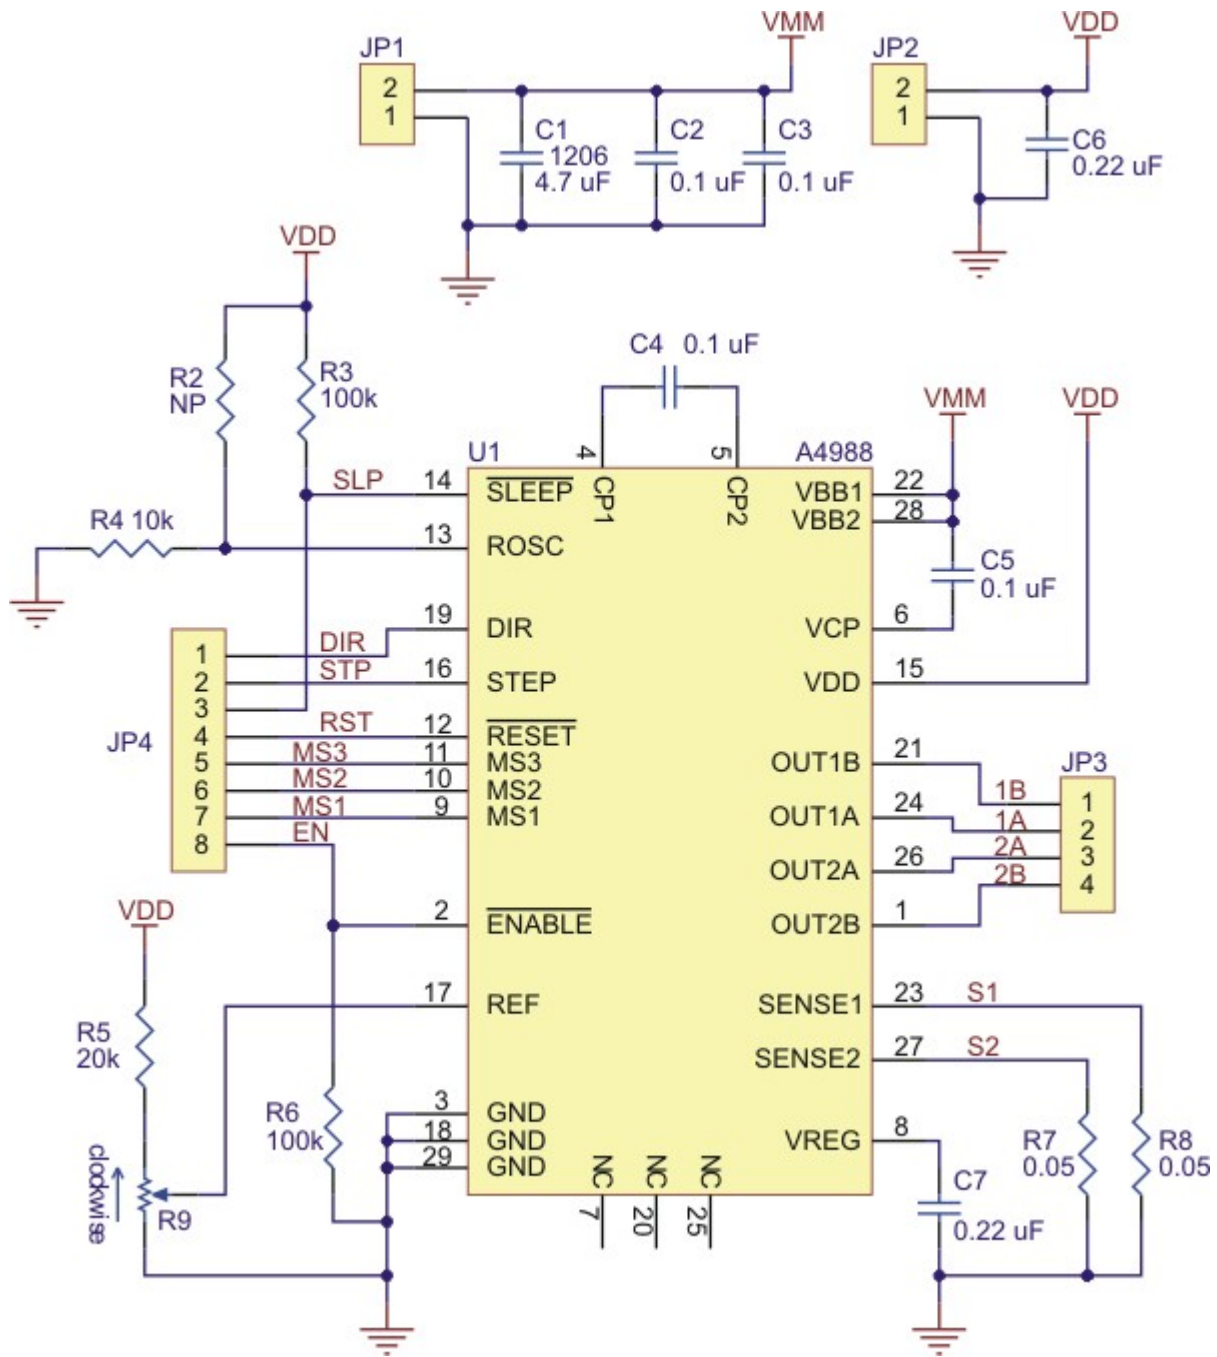 VMM
VDD
JP1
2
1
C1
1206
4.7 uF
C2
0.1 uF
C3
0.1 uF
JP2
2
1
C6
0.22 uF
VDD
R2
NP
R3
100k
C4 0.1 uF
VMM
VDD
U1
A4988
4
CP1
5
CP2
SLP 14 SLEEP
R4 10k
13 ROSC
VBB1 22
VBB2 28
C5
0.1 uF
19 DIR
VCP 6
JP4
1 DIR
2 STP 16 STEP
VDD 15
3
4 RST 12 RESET
5 MS3 11 MS3
6 MS2 10 MS2
7 MS1 9 MS1
8 EN
OUT1B 21
OUT1A 24
OUT2A 26
OUT2B 1
JP3
1B 1
1A 2
2A 3
2B 4
2 ENABLE
VDD
17 REF
R5
20k
SENSE1 23 S1
SENSE2 27 S2
R6
100k
3 GND
18 GND
29 GND
VREG 8
R7
0.05
R8
0.05
clockwise
R9
NC
7
NC
20
NC
25
C7
0.22 uF